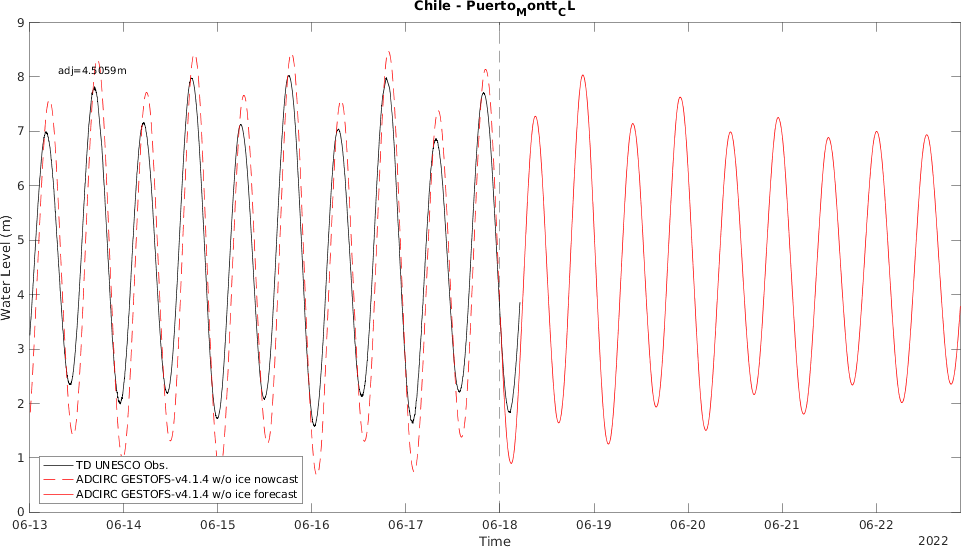 Chile - PuertoMonttCL
adj=4.5059m
9
8
7
6
5
4
3
2
1
0
Water Level (m)
TD UNESCO Obs.
ADCIRC GESTOFS-v4.1.4 w/o ice nowcast
ADCIRC GESTOFS-v4.1.4 w/o ice forecast
06-13 06-14 06-15 06-16 06-17 06-18 06-19 06-20 06-21 06-22
Time
2022